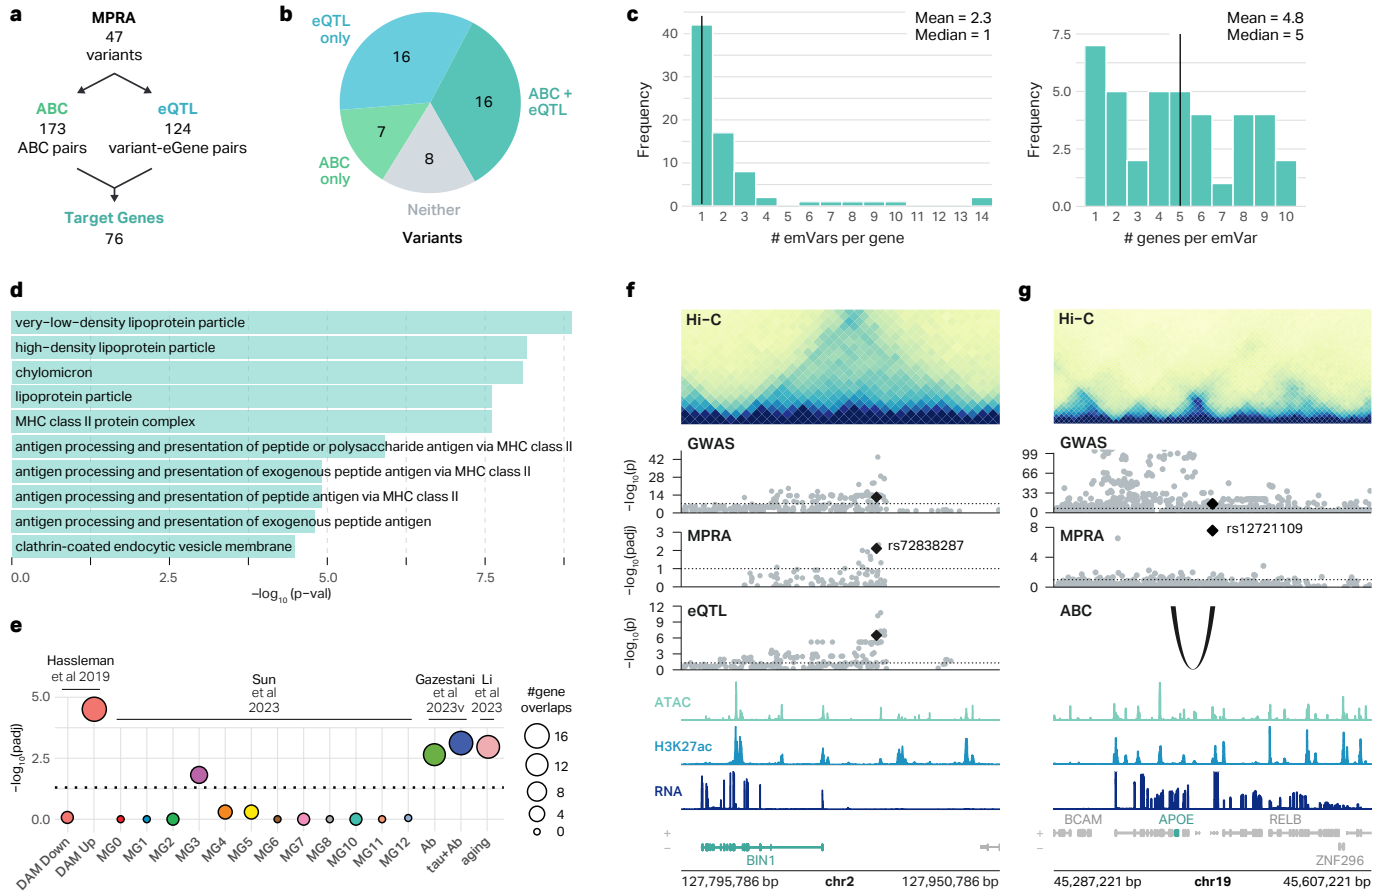 a
MPRA
47
variants
ABC
eQTL
173
124
ABC pairs
variant-eGene pairs
Target Genes
76
b
eQTL
only
16
16
ABC +
eQTL
7
ABC
only
8
Neither
Variants
c
Mean = 2.3
Median = 1
Frequency
40
30
20
10
0
1 2 3 4 5 6 7 8 9 10 11 12 13 14
# emVars per gene
Mean = 4.8
Median = 5
Frequency
7.5
5.0
2.5
0.0
1 2 3 4 5 6 7 8 9 10
# genes per emVar
d
very−low−density lipoprotein particle
high−density lipoprotein particle
chylomicron
lipoprotein particle
MHC class II protein complex
antigen processing and presentation of peptide or polysaccharide antigen via MHC class II
antigen processing and presentation of exogenous peptide antigen via MHC class II
antigen processing and presentation of peptide antigen via MHC class II
antigen processing and presentation of exogenous peptide antigen
clathrin-coated endocytic vesicle membrane
0.0 2.5 5.0 7.5
−log10 (p−val)
e
Hassleman
et al 2019
Sun
et al
2023
Gazestani
et al
2023v
Li
et al
2023
#gene
overlaps
16
12
8
4
0
−log10(padj)
5.0
2.5
0.0
DAM Down
DAM Up
MG0
MG1
MG2
MG3
MG4
MG5
MG6
MG7
MG8
MG10
MG11
MG12
Ab
tau+Ab
aging
f
Hi−C
GWAS
−log10(p)
42
28
14
0
MPRA
−log10(padj)
3
2
1
0
rs72838287
eQTL
−log10(p)
12
9
6
3
0
ATAC
H3K27ac
RNA
+
−
BIN1
127,795,786 bp chr2 127,950,786 bp
g
Hi−C
GWAS
99
66
33
0
MPRA
8
4
0
rs12721109
ABC
BCAM
APOE
RELB
+
−
ZNF296
45,287,221 bp chr19 45,607,221 bp